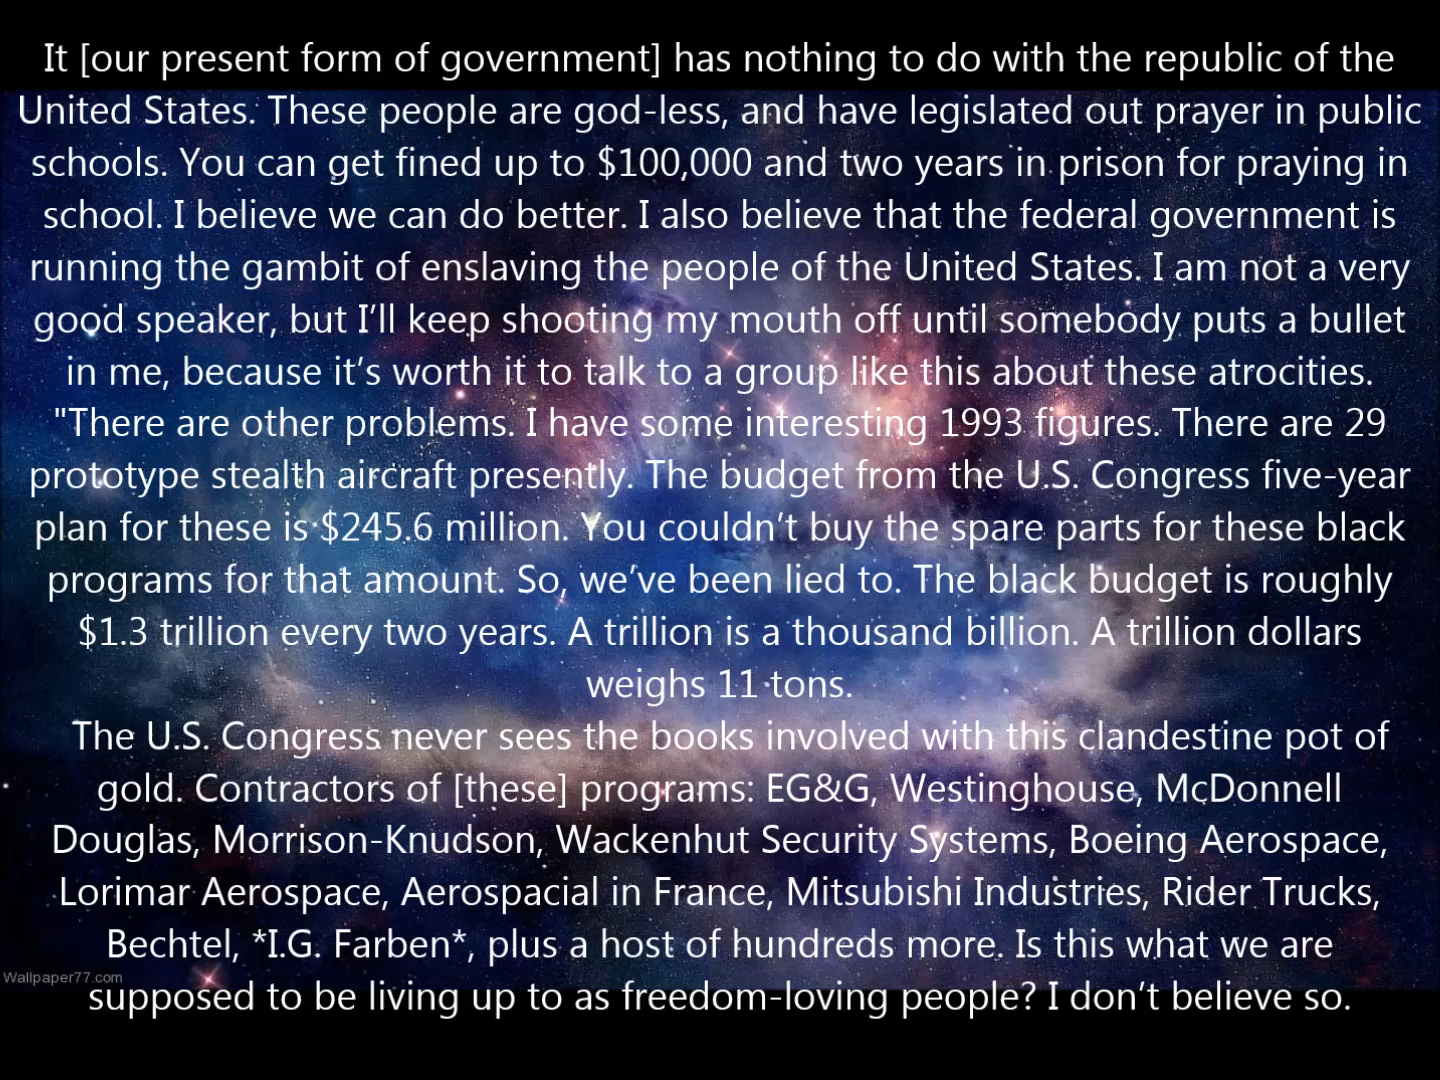 It [our present form of government] has nothing to do with the republic of the
United States. These people are god-less, and have legislated out prayer in public
schools. You can get fined up to $100,000 and two years in prison for praying in
school. I believe we can do better. I also believe that the federal government is
running the gambit of enslaving the people of the United States. I am not a very
good speaker, but I’ll keep shooting my mouth off until somebody puts a bullet
in me, because it’s worth it to talk to a group like this about these atrocities.
"There are other problems. I have some interesting 1993 figures. There are 29
prototype stealth aircraft presently. The budget from the U.S. Congress five-year
plan for these is $245.6 million. You couldn’t buy the spare parts for these black
programs for that amount. So, we’ve been lied to. The black budget is roughly
$1.3 trillion every two years. A trillion is a thousand billion. A trillion dollars
weighs 11 tons.
The U.S. Congress never sees the books involved with this clandestine pot of
gold. Contractors of [these] programs: EG&G, Westinghouse, McDonnell
Douglas, Morrison-Knudson, Wackenhut Security Systems, Boeing Aerospace,
Lorimar Aerospace, Aerospacial in France, Mitsubishi Industries, Rider Trucks,
Bechtel, *I.G. Farben*, plus a host of hundreds more. Is this what we are
Wallpaper77.com
supposed to be living up to as freedom-loving people? I don’t believe so.